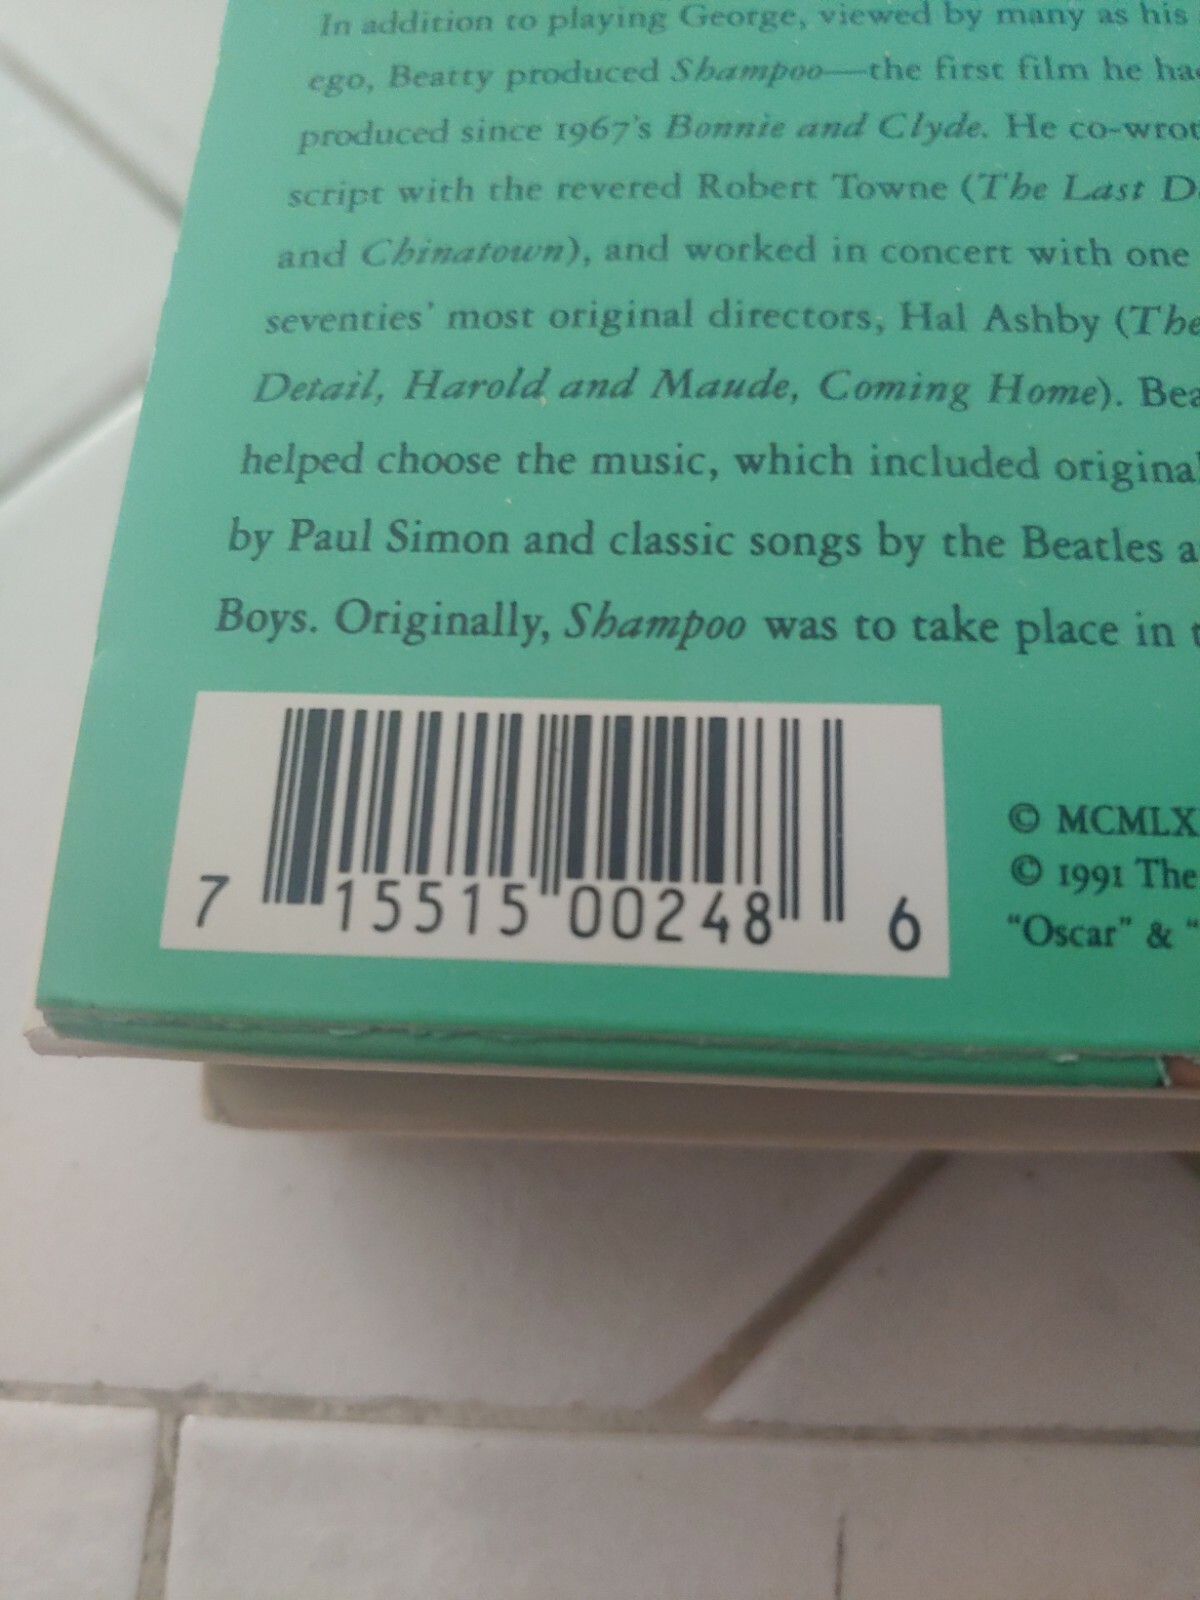 In addition to playing George, viewed by many as his
ego, Beatty produced Shampoo—the first film he had
produced since 1967's Bonnie and Clyde. He co-wrot
script with the revered Robert Towne (The Last D
and Chinatown), and worked in concert with one
seventies' most original directors, Hal Ashby (The
Detail, Harold and Maude, Coming Home). Bea
helped choose the music, which included original
by Paul Simon and classic songs by the Beatles a
Boys. Originally, Shampoo was to take place in t
7 15515 00248 6
© MCMLX
© 1991 The
"Oscar" & "